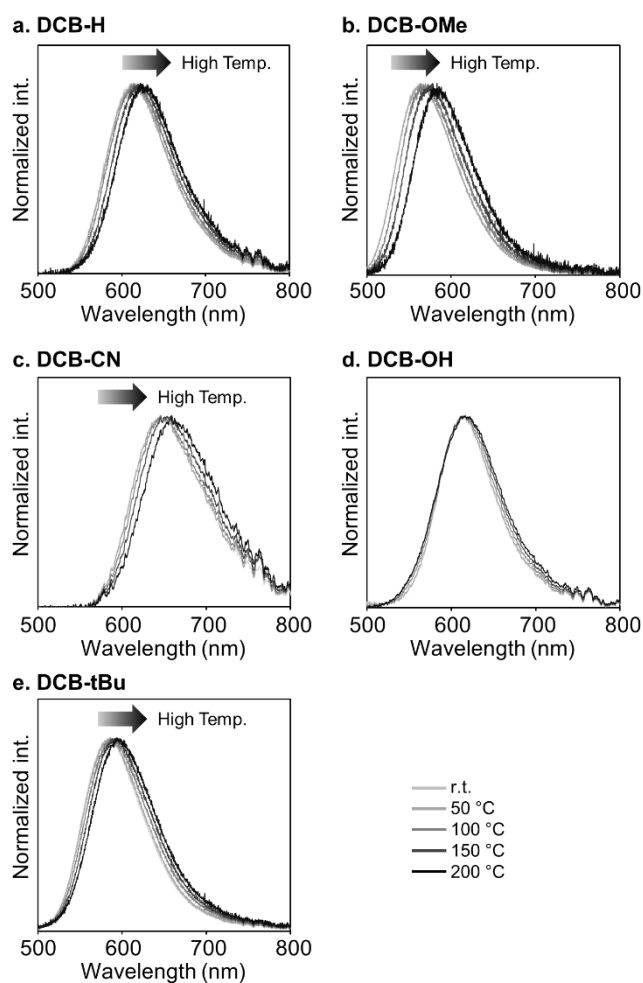 a. DCB-H
High Temp.
Normalized int.
500 600 700 800
Wavelength (nm)
b. DCB-OMe
High Temp.
Normalized int.
500 600 700 800
Wavelength (nm)
c. DCB-CN
High Temp.
Normalized int.
500 600 700 800
Wavelength (nm)
d. DCB-OH
Normalized int.
500 600 700 800
Wavelength (nm)
e. DCB-tBu
High Temp.
Normalized int.
500 600 700 800
Wavelength (nm)
r.t.
50 °C
100 °C
150 °C
200 °C